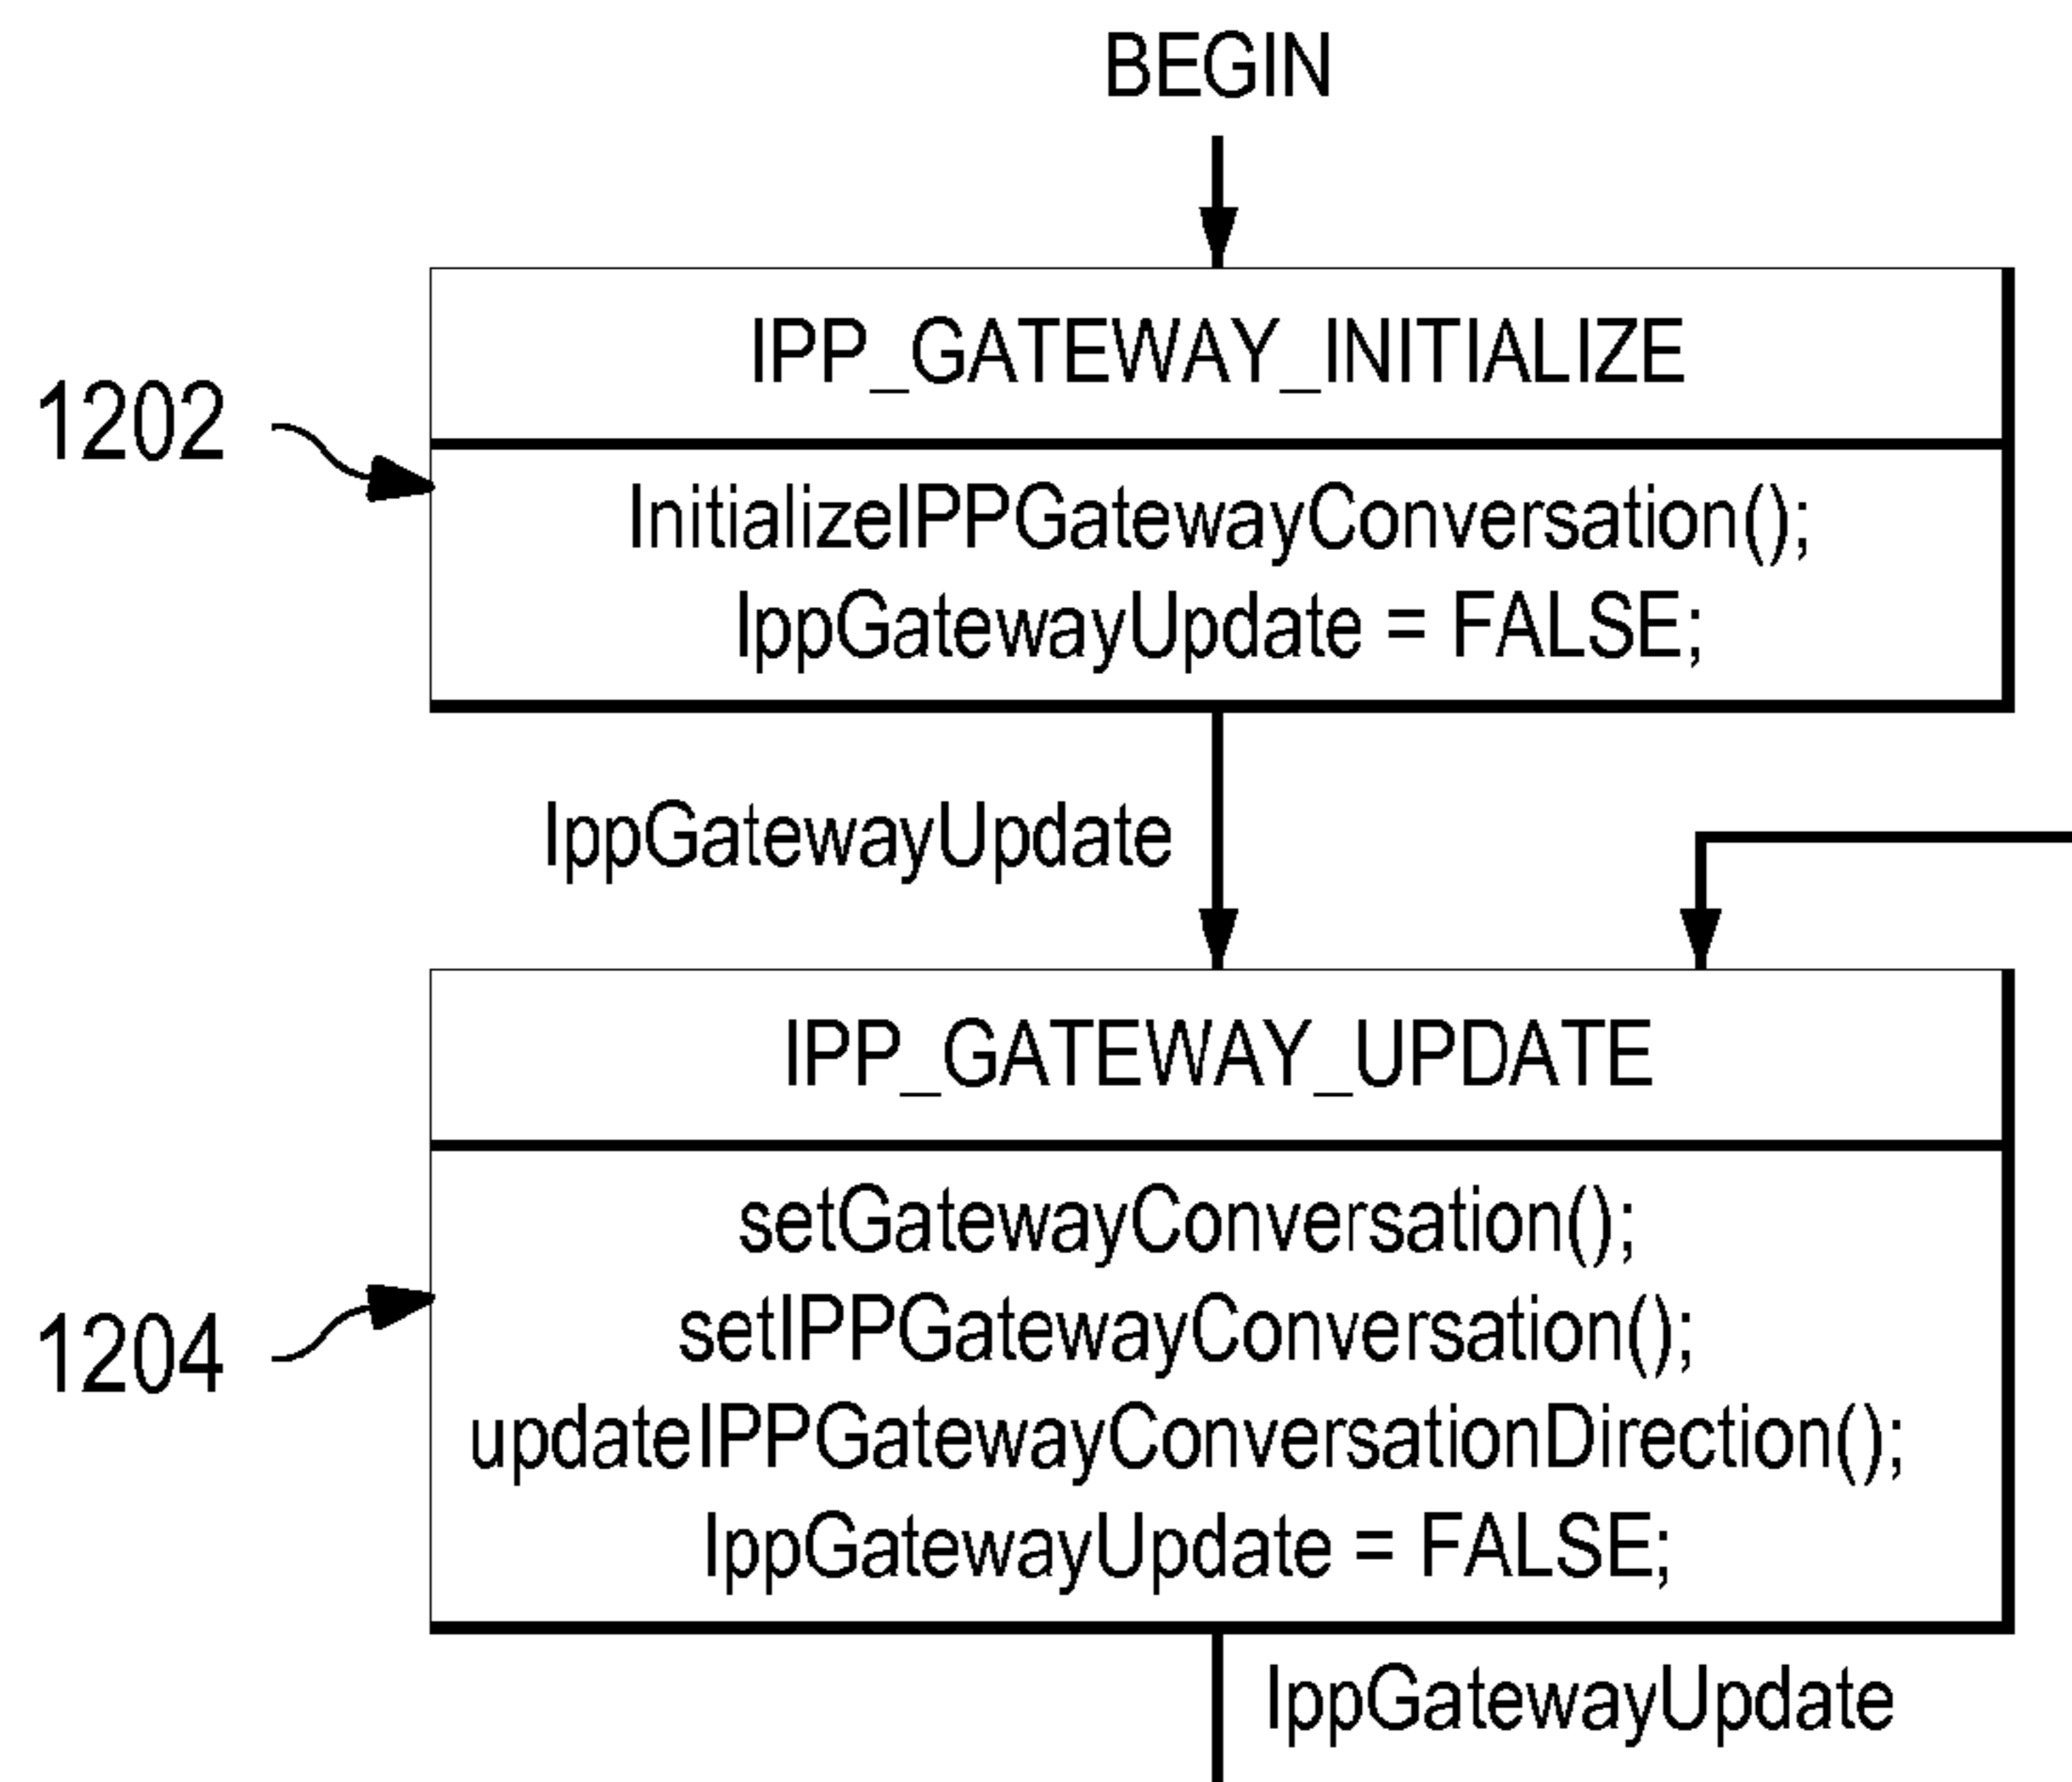 BEGIN
IPP_GATEWAY_INITIALIZE
1202
InitializeIPPGatewayConversation();
IppGatewayUpdate = FALSE;
IppGatewayUpdate
IPP_GATEWAY_UPDATE
setGatewayConversation();
1204
setIPPGatewayConversation();
updateIPPGatewayConversationDirection();
IppGatewayUpdate = FALSE;
IppGatewayUpdate